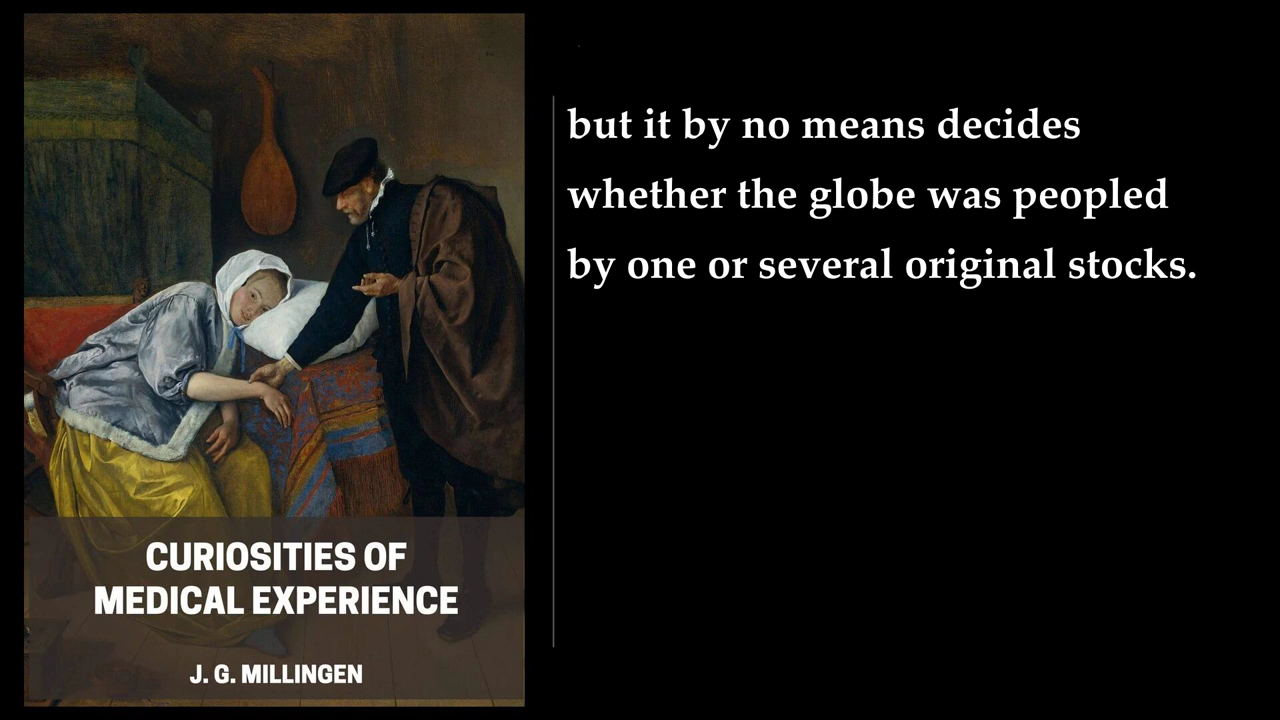 but it by no means decides
whether the globe was peopled
by one or several original stocks.
CURIOSITIES OF
MEDICAL EXPERIENCE
J. G. MILLINGEN